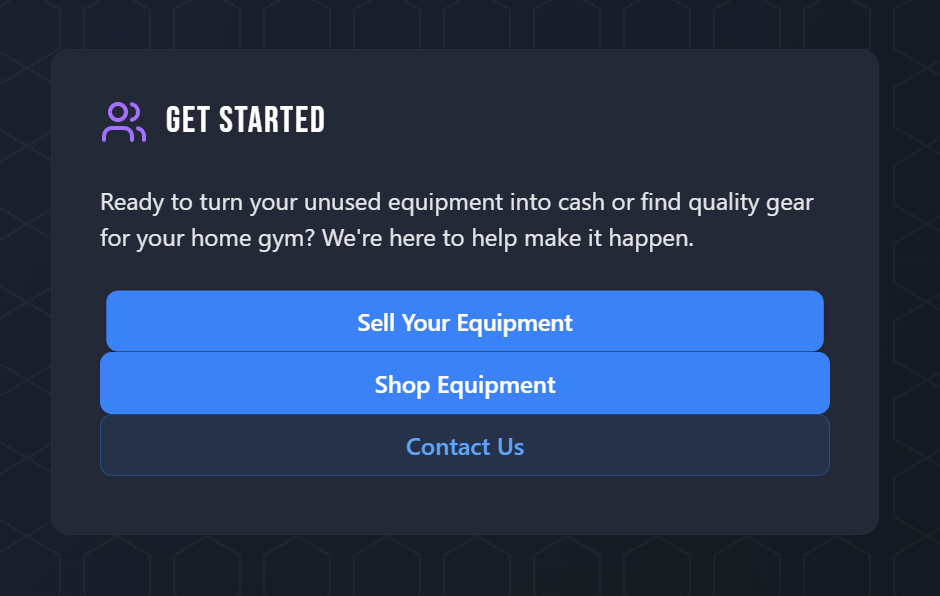 GET STARTED
Ready to turn your unused equipment into cash or find quality gear
for your home gym? We're here to help make it happen.
Sell Your Equipment
Shop Equipment
Contact Us